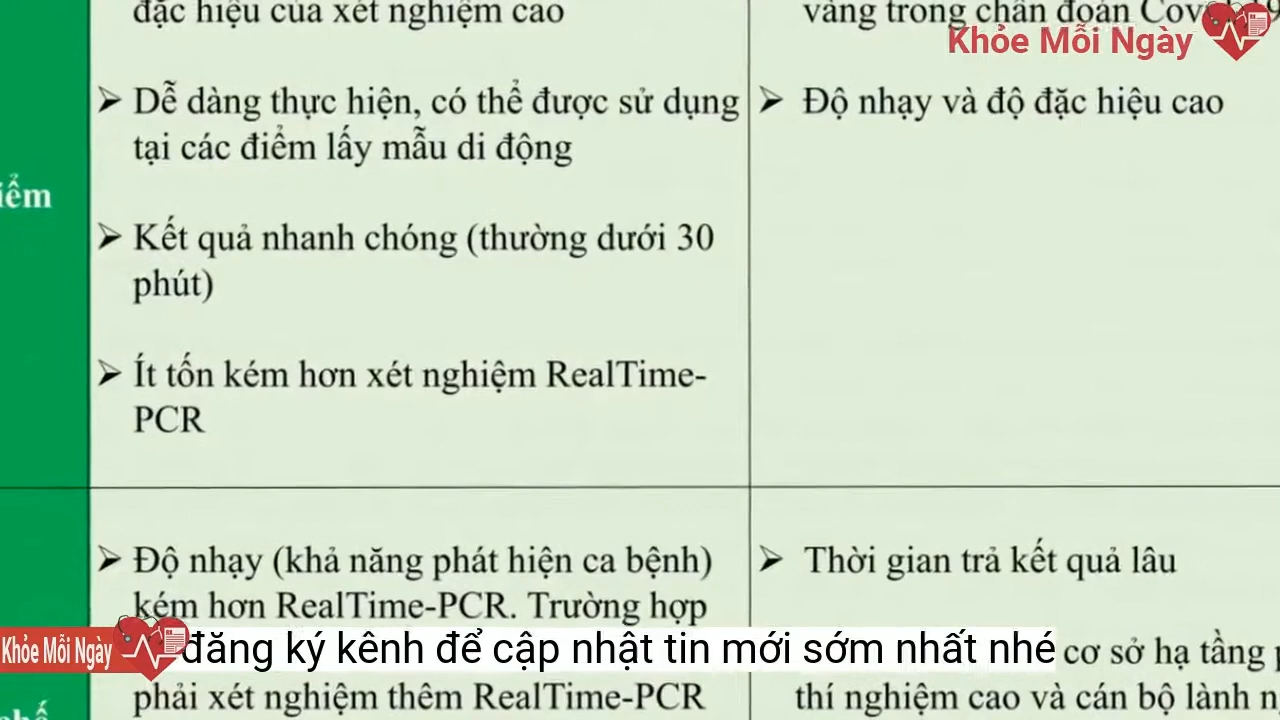 đặc hiệu của xét nghiệm cao
vàng trong chẩn đoán
Khỏe Mỗi Ngày
Dễ dàng thực hiện, có thể được sử dụng
tại các điểm lấy mẫu di động
Độ nhạy và độ đặc hiệu cao
Kết quả nhanh chóng (thường dưới 30
phút)
Ít tốn kém hơn xét nghiệm RealTime-
PCR
Độ nhạy (khả năng phát hiện ca bệnh)
kém hơn RealTime-PCR. Trường hợp
phải xét nghiệm thêm RealTime-PCR
Thời gian trả kết quả lâu
cơ sở hạ tầng
thí nghiệm cao và cán bộ lành
Khỏe Mỗi Ngày
đăng ký kênh để cập nhật tin mới sớm nhất nhé